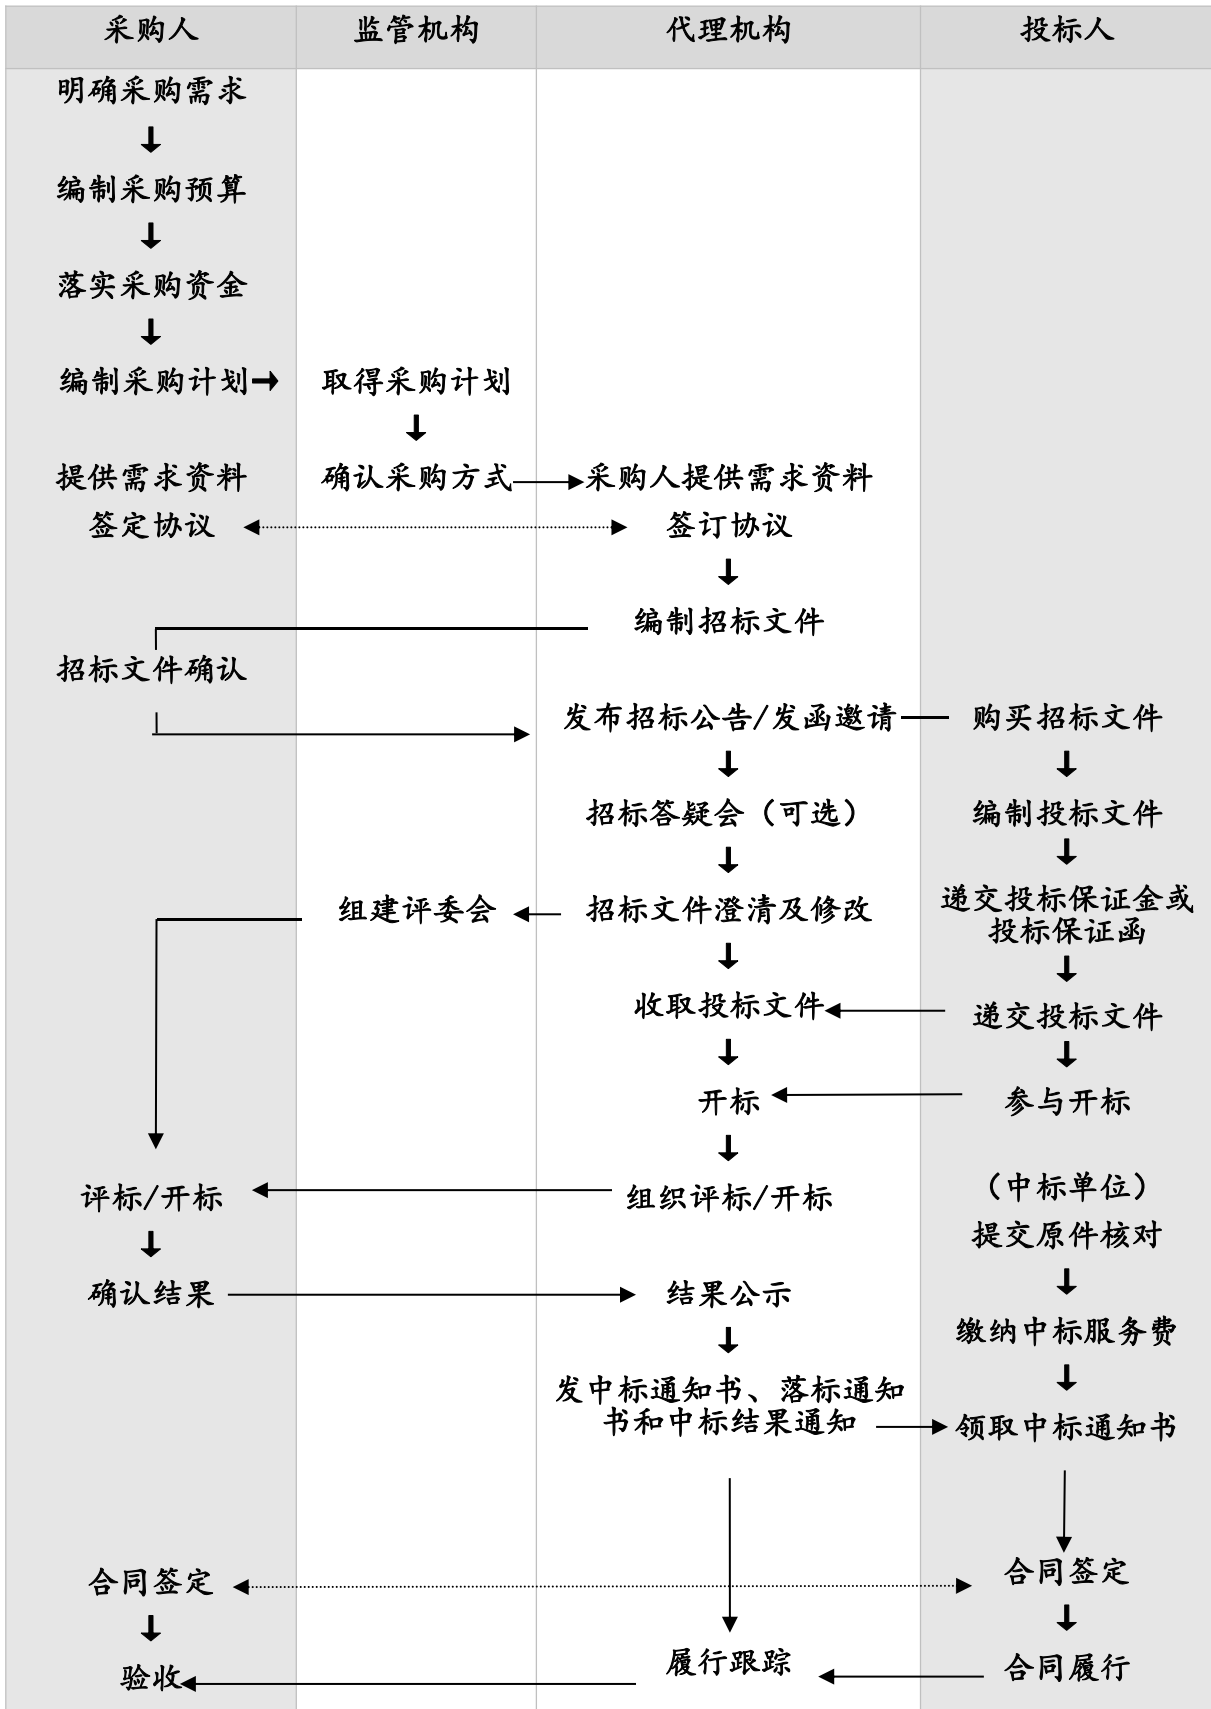 采购人
监管机构
代理机构
投标人
明确采购需求
编制采购预算
落实采购资金
编制采购计划
取得采购计划
提供需求资料
确认采购方式
采购人提供需求资料
签定协议
签订协议
编制招标文件
招标文件确认
发布招标公告/发函邀请
购买招标文件
招标答疑会（可选）
编制投标文件
组建评委会
招标文件澄清及修改
递交投标保证金或
投标保证函
收取投标文件
递交投标文件
开标
参与开标
评标/开标
组织评标/开标
（中标单位）
提交原件核对
确认结果
结果公示
缴纳中标服务费
发中标通知书、落标通知
书和中标结果通知
领取中标通知书
合同签定
合同签定
验收
履行跟踪
合同履行